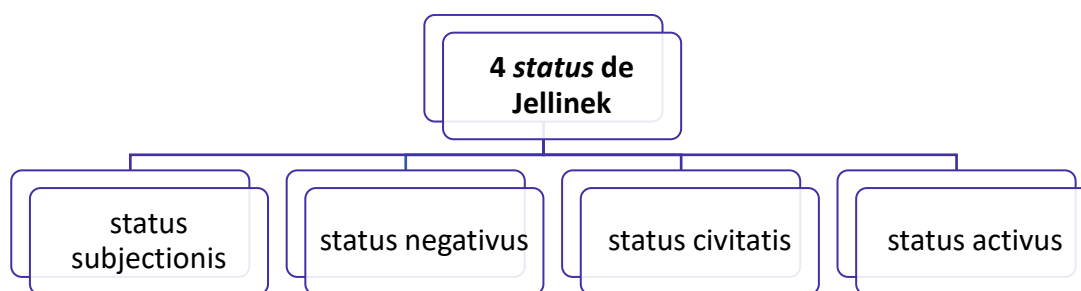 4 status de
Jellinek
status
subjectionis
status negativus
status civitatis
status activus